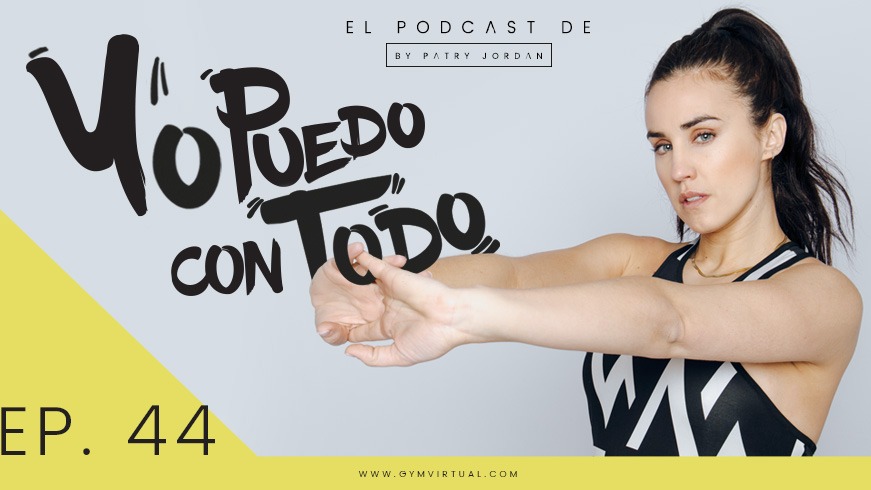 EL PODCAST DE
BY PATRY JORDAN
Yo PUEDO
CON TODO
EP. 44
WWW.GYMVIRTUAL.COM